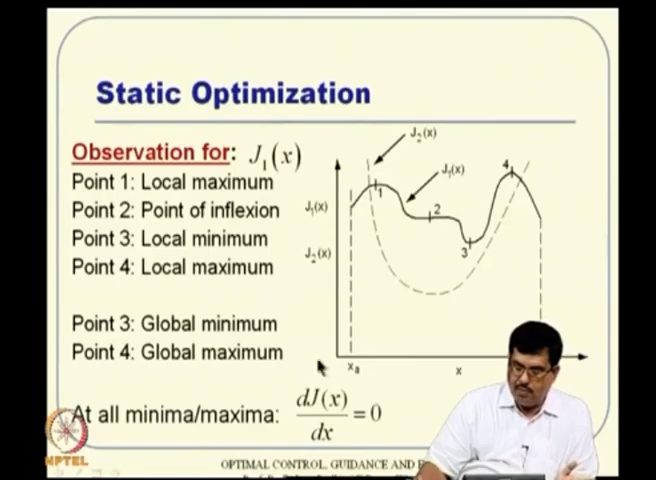 Static Optimization
Observation for: J₁(x)
Point 1: Local maximum
Point 2: Point of inflexion
Point 3: Local minimum
Point 4: Local maximum
Point 3: Global minimum
Point 4: Global maximum
At all minima/maxima: dJ(x)/dx = 0
J₂(x)
J₁(x)
J₁(x)
J₂(x)
1
2
3
4
xₐ
x
NPTEL
OPTIMAL CONTROL, GUIDANCE AND